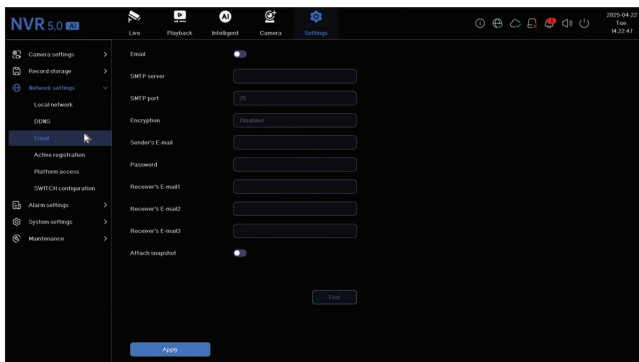 NVR 5.0 AI
Live
Playback
AI
Intelligent
Camera
Settings
2025-04-22
Tue.
14:22:47
Camera settings
Record storage
Network settings
Local network
DDNS
Email
Active registration
Platform access
SWITCH configuration
Alarm settings
System settings
Maintenance
Email
SMTP server
SMTP port
25
Encryption
Disabled
Sender's E-mail
Password
Receiver's E-mail1
Receiver's E-mail2
Receiver's E-mail3
Attach snapshot
Test
Apply